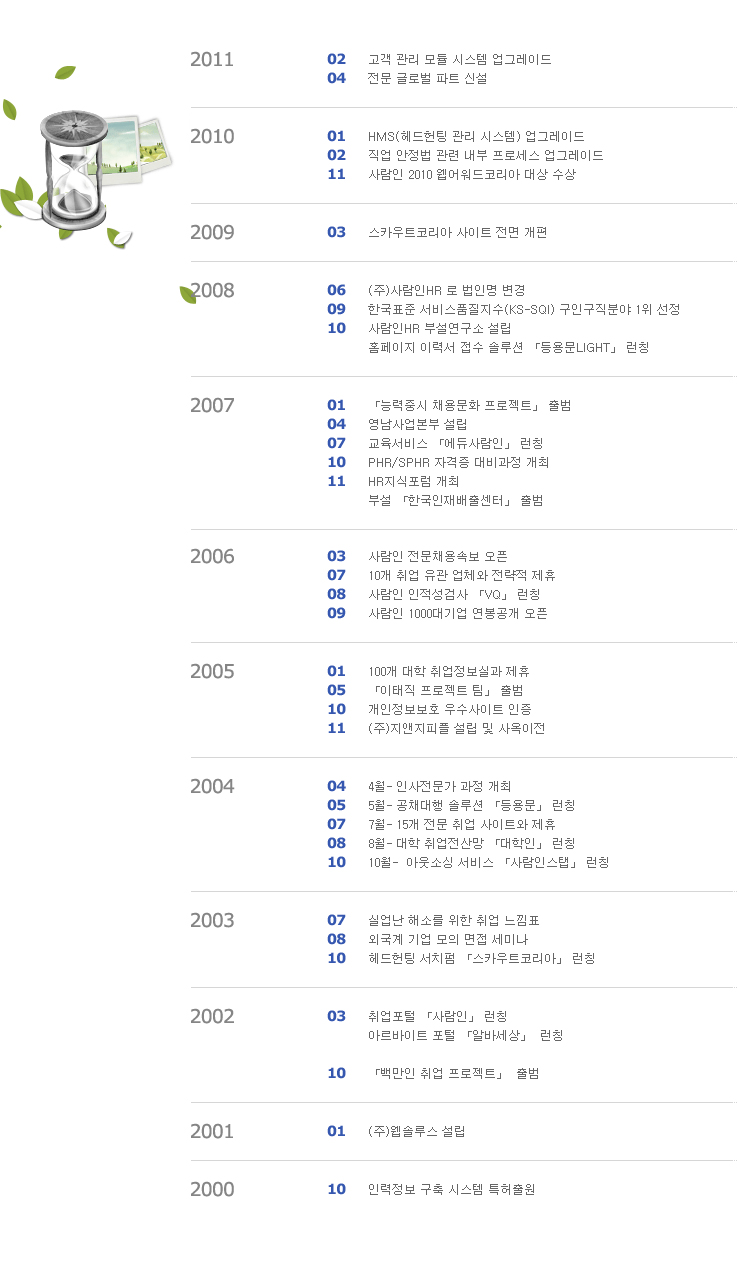 2011 02 고객 관리 모듈 시스템 업그레이드
04 전문 글로벌 파트 신설
2010 01 HMS(헤드헌팅 관리 시스템) 업그레이드
02 직업 안정법 관련 내부 프로세스 업그레이드
11 사람인 2010 웹어워드코리아 대상 수상
2009 03 스카우트코리아 사이트 전면 개편
2008 06 (주)사람인HR 로 법인명 변경
09 한국표준 서비스품질지수(KS-SQI) 구인구직분야 1위 선정
10 사람인HR 부설연구소 설립
홈페이지 이력서 접수 솔루션 「등용문LIGHT」 런칭
2007 01 「능력중시 채용문화 프로젝트」 출범
04 영남사업본부 설립
07 교육서비스 「에듀사람인」 런칭
10 PHR/SPHR 자격증 대비과정 개최
11 HR지식포럼 개최
부설 「한국인재배출센터」 출범
2006 03 사람인 전문채용속보 오픈
07 10개 취업 유관 업체와 전략적 제휴
08 사람인 인적성검사 「VQ」 런칭
09 사람인 1000대기업 연봉공개 오픈
2005 01 100개 대학 취업정보실과 제휴
05 「이태직 프로젝트 팀」 출범
10 개인정보보호 우수사이트 인증
11 (주)지앤지피플 설립 및 사옥이전
2004 04 4월- 인사전문가 과정 개최
05 5월- 공채대행 솔루션 「등용문」 런칭
07 7월- 15개 전문 취업 사이트와 제휴
08 8월- 대학 취업전산망 「대학인」 런칭
10 10월- 아웃소싱 서비스 「사람인스탭」 런칭
2003 07 실업난 해소를 위한 취업 느낌표
08 외국계 기업 모의 면접 세미나
10 헤드헌팅 서치펌 「스카우트코리아」 런칭
2002 03 취업포털 「사람인」 런칭
아르바이트 포털 「알바세상」 런칭
10 「백만인 취업 프로젝트」 출범
2001 01 (주)웹솔루스 설립
2000 10 인력정보 구축 시스템 특허출원